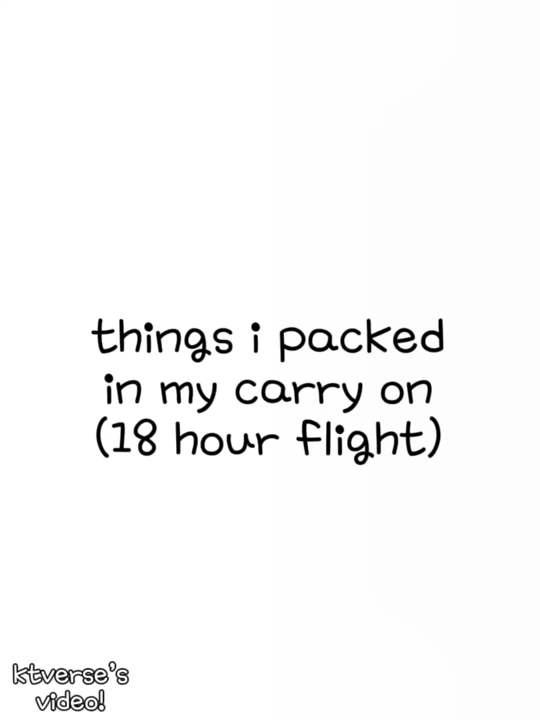 things i packed
in my carry on
(18 hour flight)
ktverse's
video!